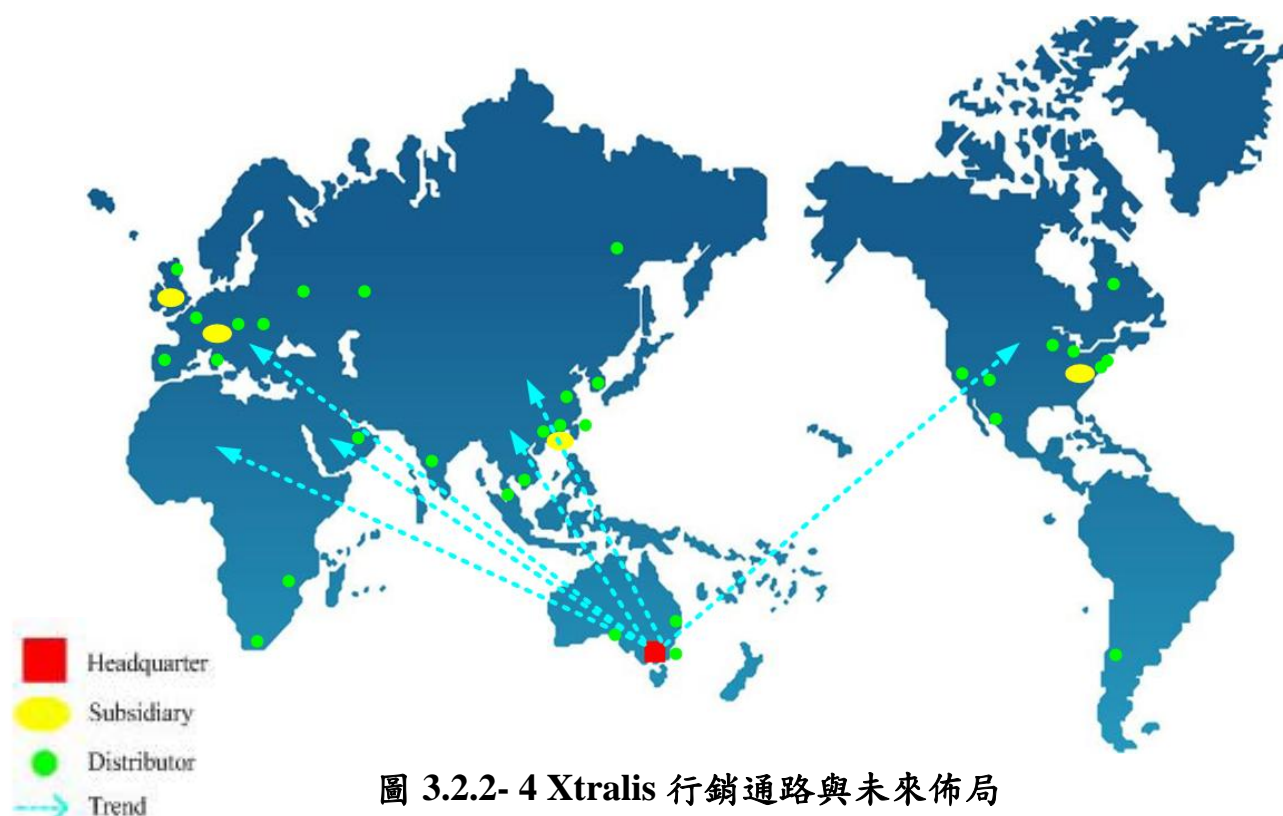 Headquarter
Subsidiary
Distributor
Trend
圖 3.2.2- 4 Xtralis 行銷通路與未來佈局